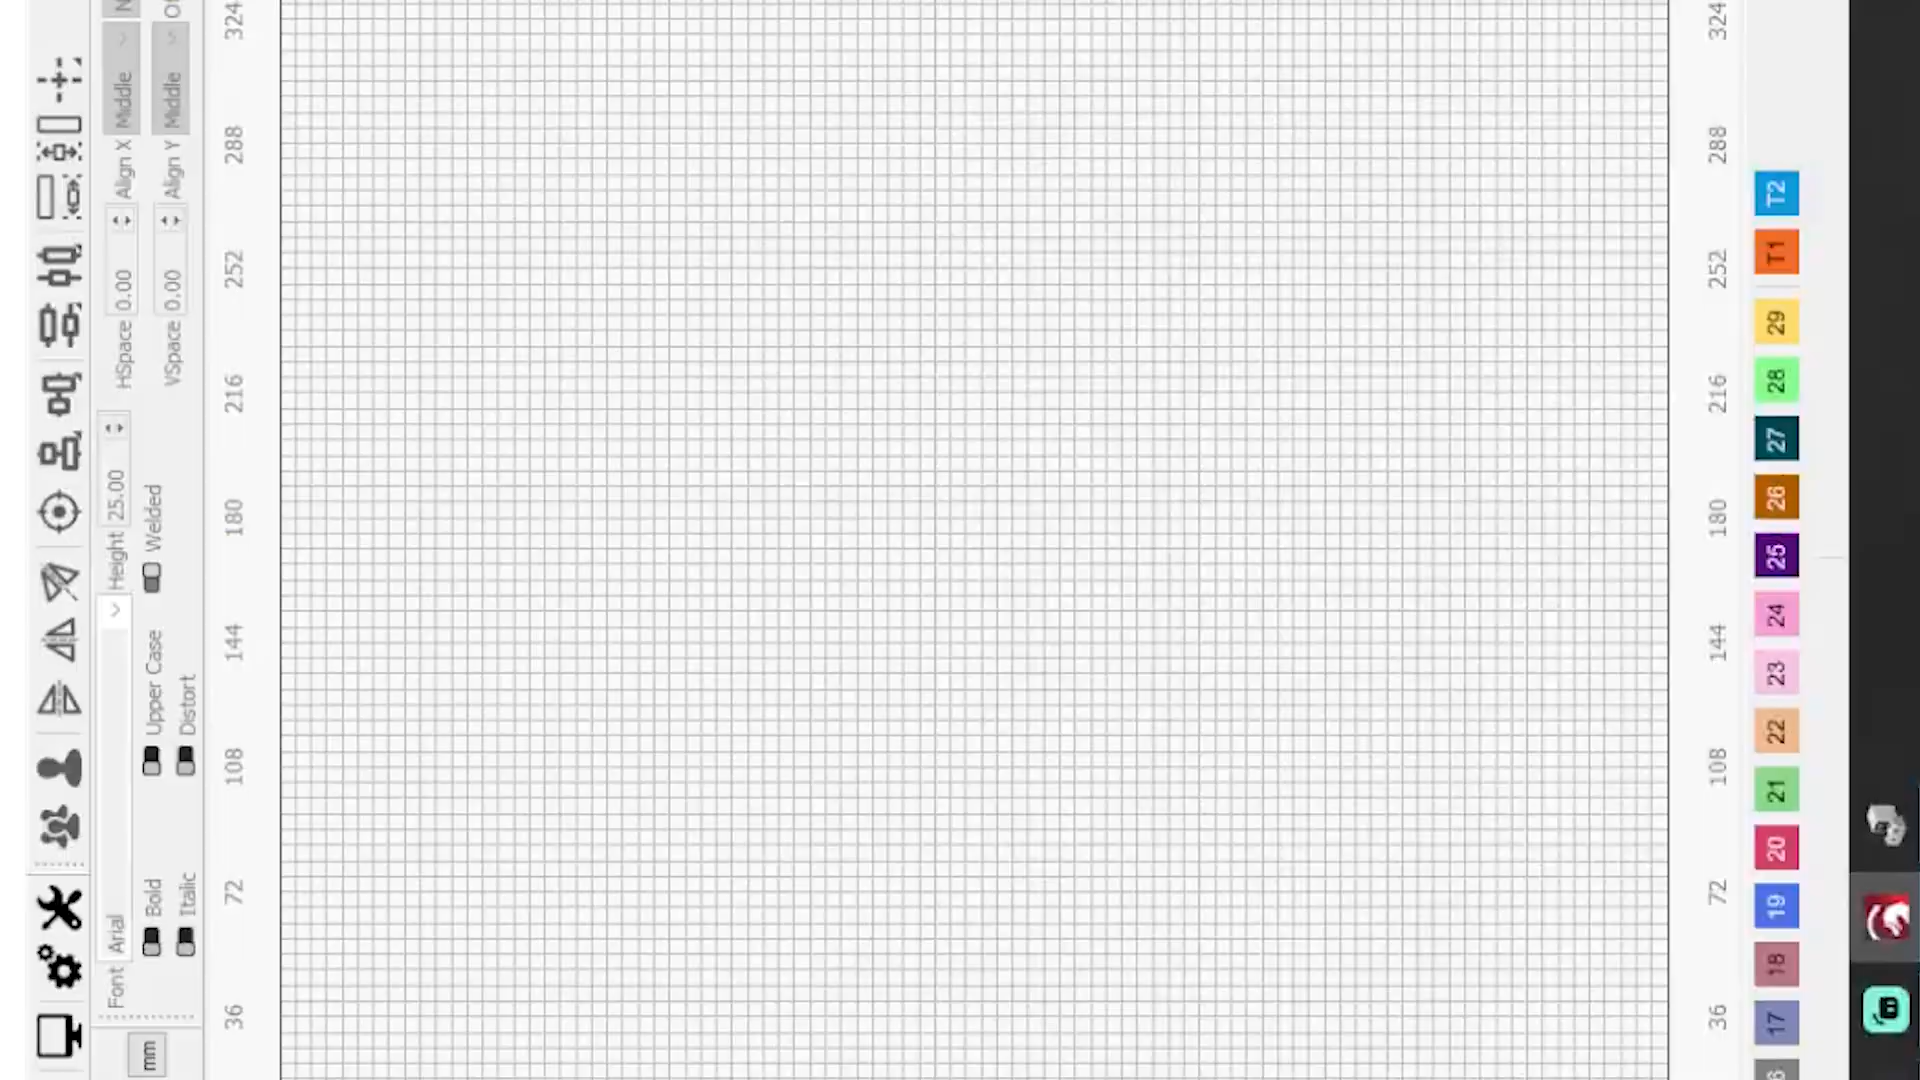 mm
Font Arial Height 25.00 HSpace 0.00 Align X Middle
Bold Upper Case Welded VSpace 0.00 Align Y Middle
Italic Distort
36 72 108 144 180 216 252 288 324
36 72 108 144 180 216 252 288 324
17 18 19 20 21 22 23 24 25 26 27 28 29 T1 T2